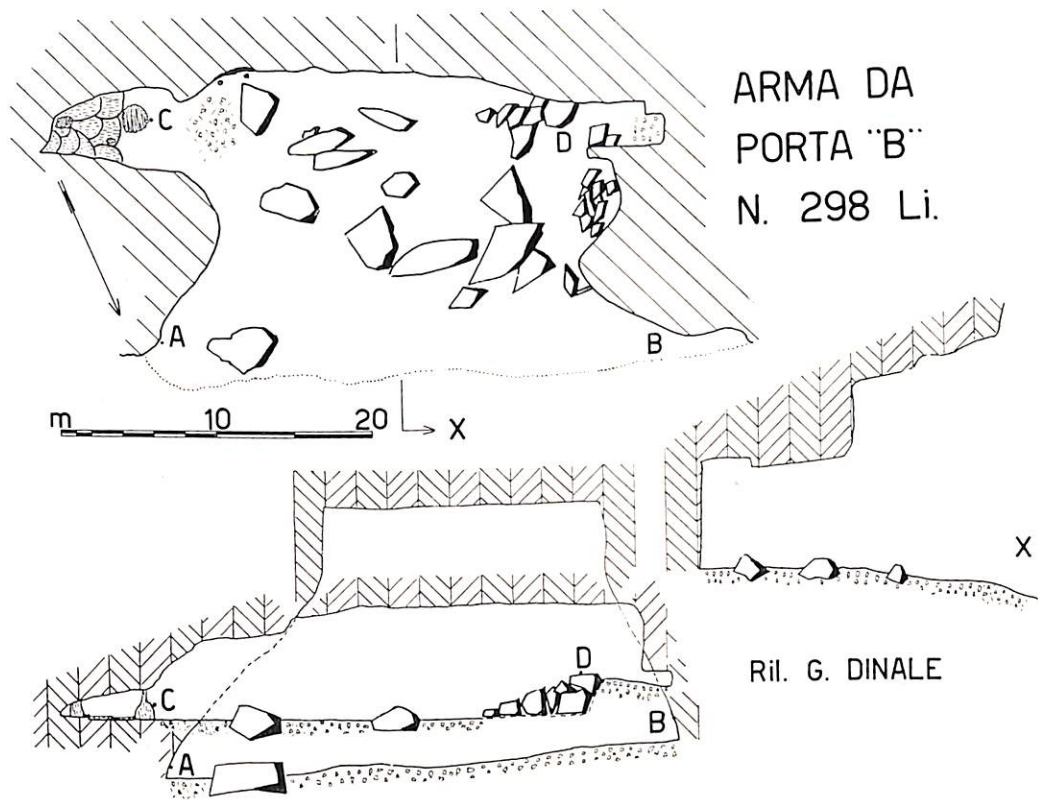 ARMA DA
PORTA "B"
N. 298 Li.
C
D
A
B
m 10 20
X
X
D
C
B
A
Ril. G. DINALE